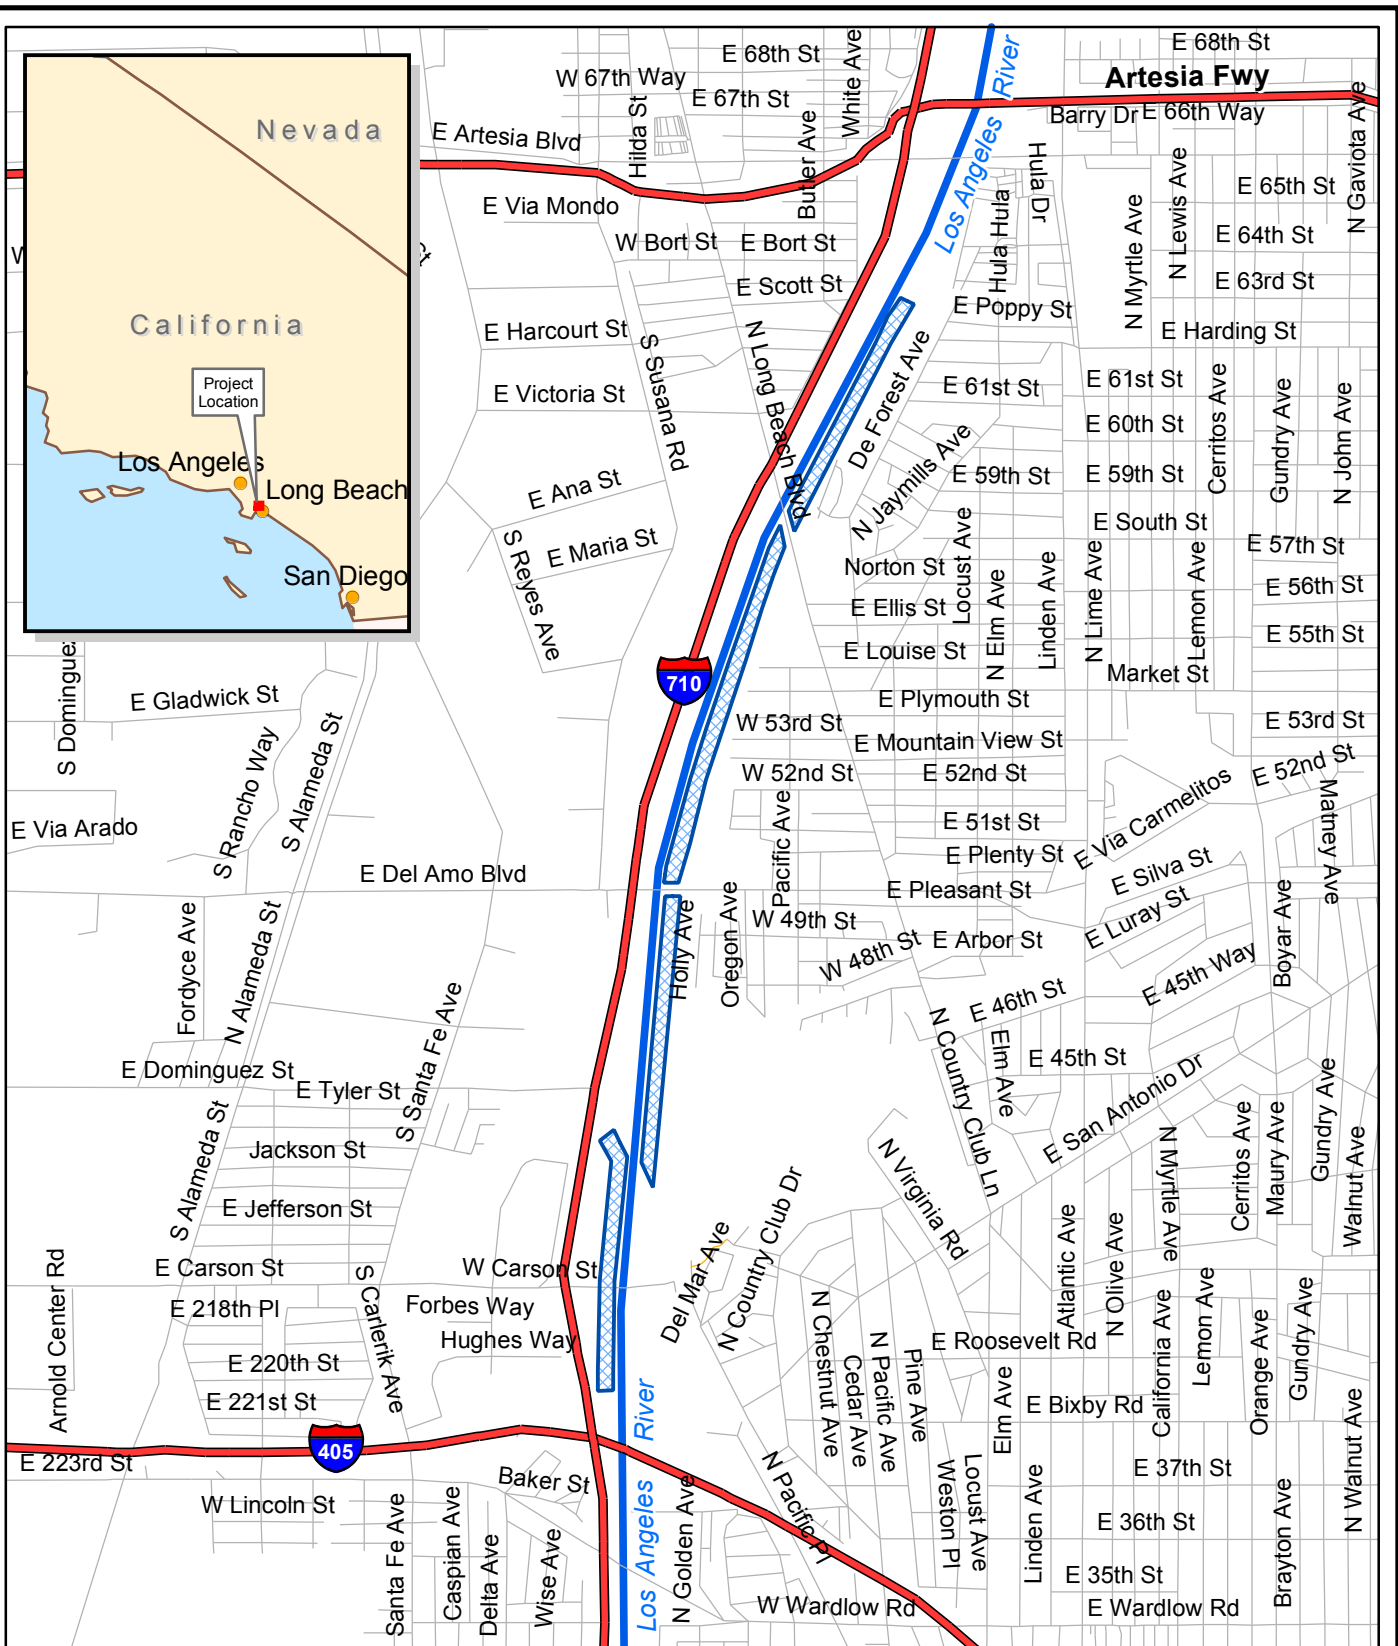 E 68th St
E 68th St
White Ave
W 67th Way
E 67th St
Artesia Fwy
River
Barry Dr
E 66th Way
N Gaviota Ave
Nevada
E Artesia Blvd
Hilda St
Butler Ave
Los Angeles
Hula Dr
Hula Hula
N Myrtle Ave
N Lewis Ave
E 65th St
E Via Mondo
W Bort St
E Bort St
E 64th St
E Scott St
E 63rd St
E Poppy St
California
E Harcourt St
S Susana Rd
N Long Beach Blvd
De Forest Ave
E Harding St
Project
Location
E Victoria St
E 61st St
E 61st St
Cerritos Ave
Gundry Ave
N John Ave
E 60th St
Los Angeles
Long Beach
San Diego
E Ana St
N Jaymills Ave
E 59th St
E 59th St
E South St
S Reyes Ave
E Maria St
Norton St
Locust Ave
N Elm Ave
Linden Ave
N Lime Ave
Lemon Ave
E 57th St
E 56th St
E Ellis St
E 55th St
E Louise St
Market St
710
S Dominguez
E Gladwick St
E Plymouth St
W 53rd St
E 53rd St
E Mountain View St
S Rancho Way
S Alameda St
W 52nd St
E 52nd St
E 52nd St
E Via Carmelitos
Matney Ave
E Via Arado
Pacific Ave
E 51st St
E Plenty St
E Silva St
E Del Amo Blvd
E Pleasant St
E Luray St
Fordyce Ave
N Alameda St
Holly Ave
Oregon Ave
W 49th St
W 48th St
E Arbor St
Boyar Ave
E 45th Way
S Santa Fe Ave
E 46th St
N Country Club Ln
Elm Ave
E 45th St
E Dominguez St
E Tyler St
E San Antonio Dr
Gundry Ave
S Alameda St
Jackson St
N Virginia Rd
N Myrtle Ave
Cerritos Ave
Maury Ave
Walnut Ave
E Jefferson St
Del Mar Ave
N Country Club Dr
Atlantic Ave
N Olive Ave
Arnold Center Rd
E Carson St
W Carson St
S Carlerik Ave
E 218th Pl
Forbes Way
Hughes Way
N Chestnut Ave
Cedar Ave
N Pacific Ave
Pine Ave
E Roosevelt Rd
California Ave
Lemon Ave
Orange Ave
Gundry Ave
E 220th St
E 221st St
River
Elm Ave
E Bixby Rd
N Walnut Ave
405
E 223rd St
Baker St
N Pacific Pl
E 37th St
W Lincoln St
Santa Fe Ave
Caspian Ave
Delta Ave
Wise Ave
Los Angeles
N Golden Ave
Weston Pl
Locust Ave
Linden Ave
E 36th St
Brayton Ave
E 35th St
W Wardlow Rd
E Wardlow Rd